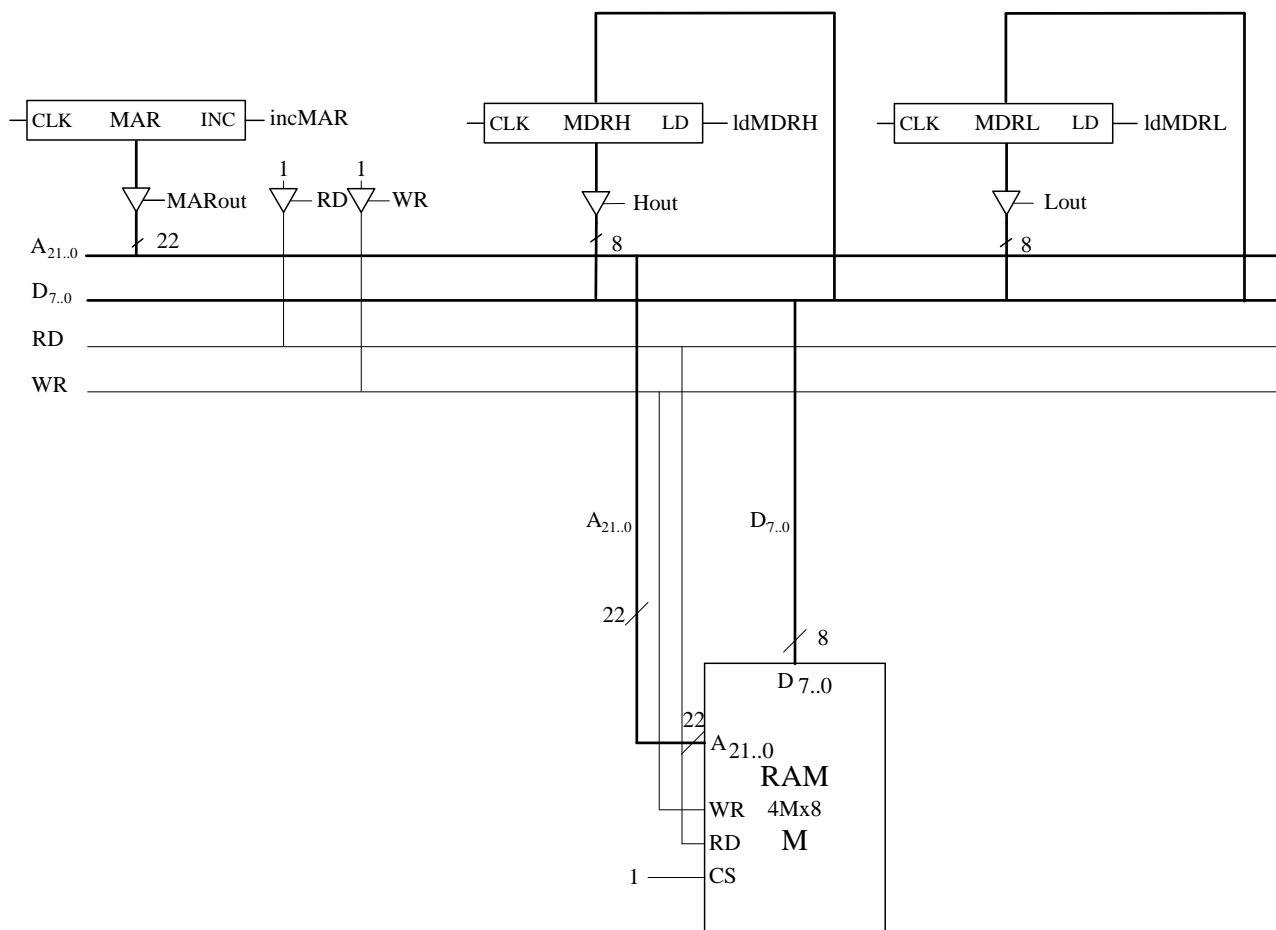 CLK MAR INC incMAR
CLK MDRH LD ldMDRH
CLK MDRL LD ldMDRL
1 1
MARout RD WR Hout Lout
22 8 8
A21..0
D7..0
RD
WR
A21..0 D7..0
22 8
D 7..0
22
A 21..0
RAM
WR 4Mx8
RD M
1 CS